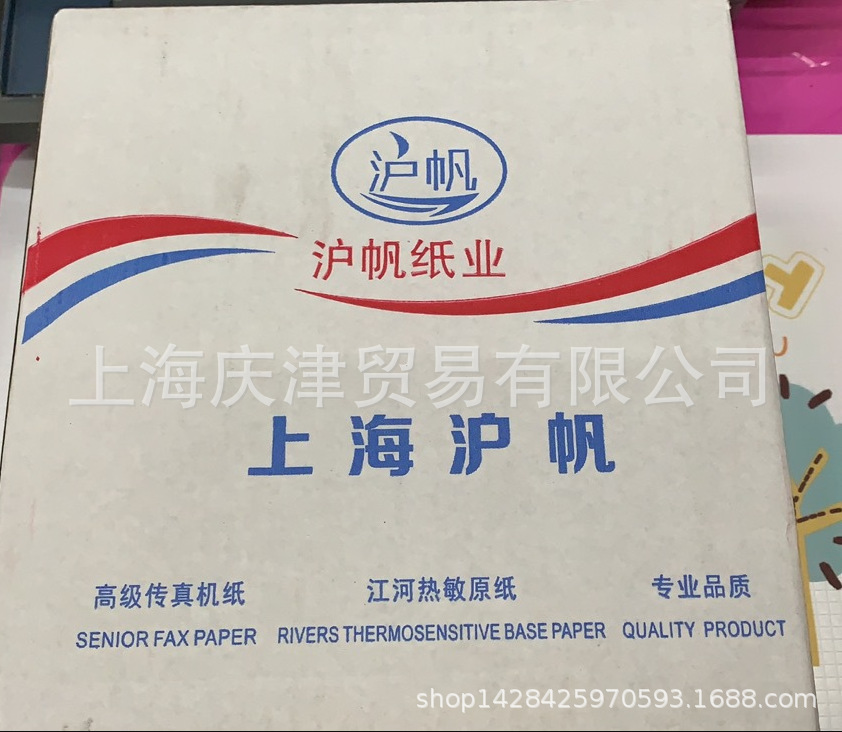 沪帆
沪帆纸业
上海庆津贸易有限公司
上海沪帆
高级传真机纸 江河热敏原纸 专业品质
SENIOR FAX PAPER RIVERS THERMOSENSITIVE BASE PAPER QUALITY PRODUCT
shop1428425970593.1688.com